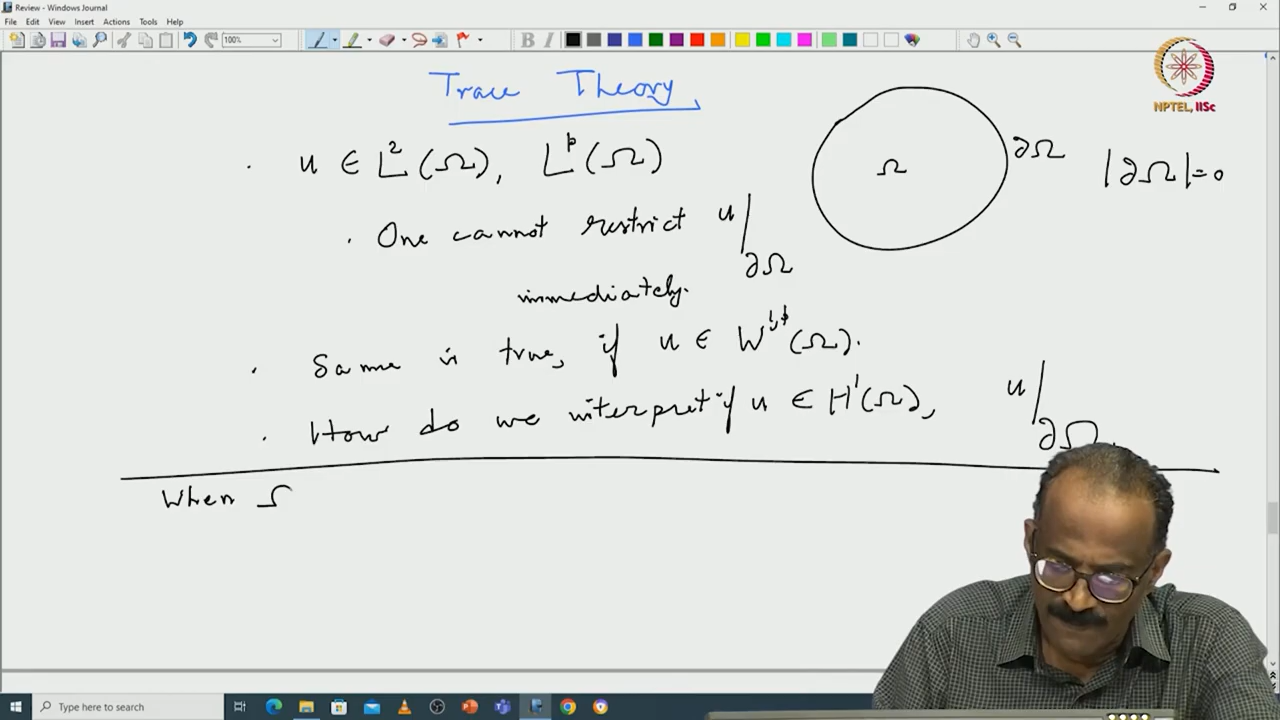 Review - Windows Journal
File Edit View Insert Actions Tools Help
100%
B I
Trace Theory
NPTEL, IISc
· u ∈ L²(Ω), Lᵖ(Ω)
Ω ∂Ω |∂Ω|=0
· One cannot restrict u|∂Ω
immediately.
· Same is true, if u ∈ W¹,ᵖ(Ω).
· How do we interpret if u ∈ H¹(Ω), u|∂Ω.
When Ω
Type here to search